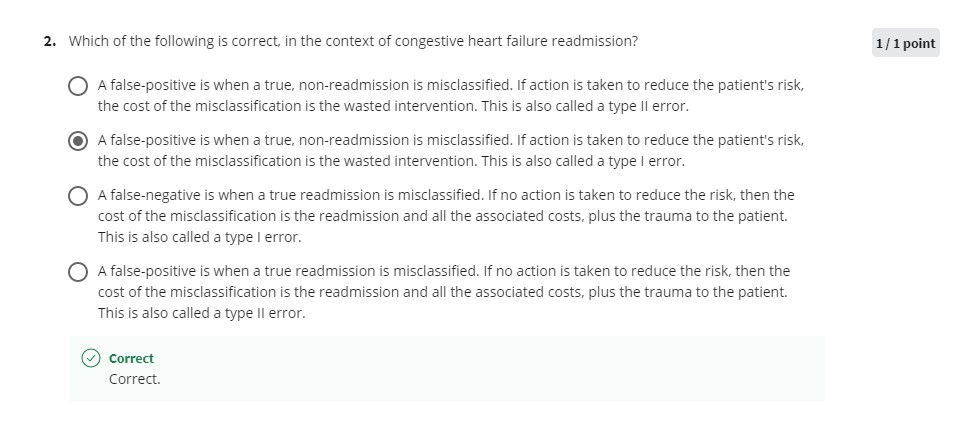 2. Which of the following is correct, in the context of congestive heart failure readmission?
1 / 1 point
A false-positive is when a true, non-readmission is misclassified. If action is taken to reduce the patient's risk,
the cost of the misclassification is the wasted intervention. This is also called a type II error.
A false-positive is when a true, non-readmission is misclassified. If action is taken to reduce the patient's risk,
the cost of the misclassification is the wasted intervention. This is also called a type I error.
A false-negative is when a true readmission is misclassified. If no action is taken to reduce the risk, then the
cost of the misclassification is the readmission and all the associated costs, plus the trauma to the patient.
This is also called a type I error.
A false-positive is when a true readmission is misclassified. If no action is taken to reduce the risk, then the
cost of the misclassification is the readmission and all the associated costs, plus the trauma to the patient.
This is also called a type II error.
Correct
Correct.